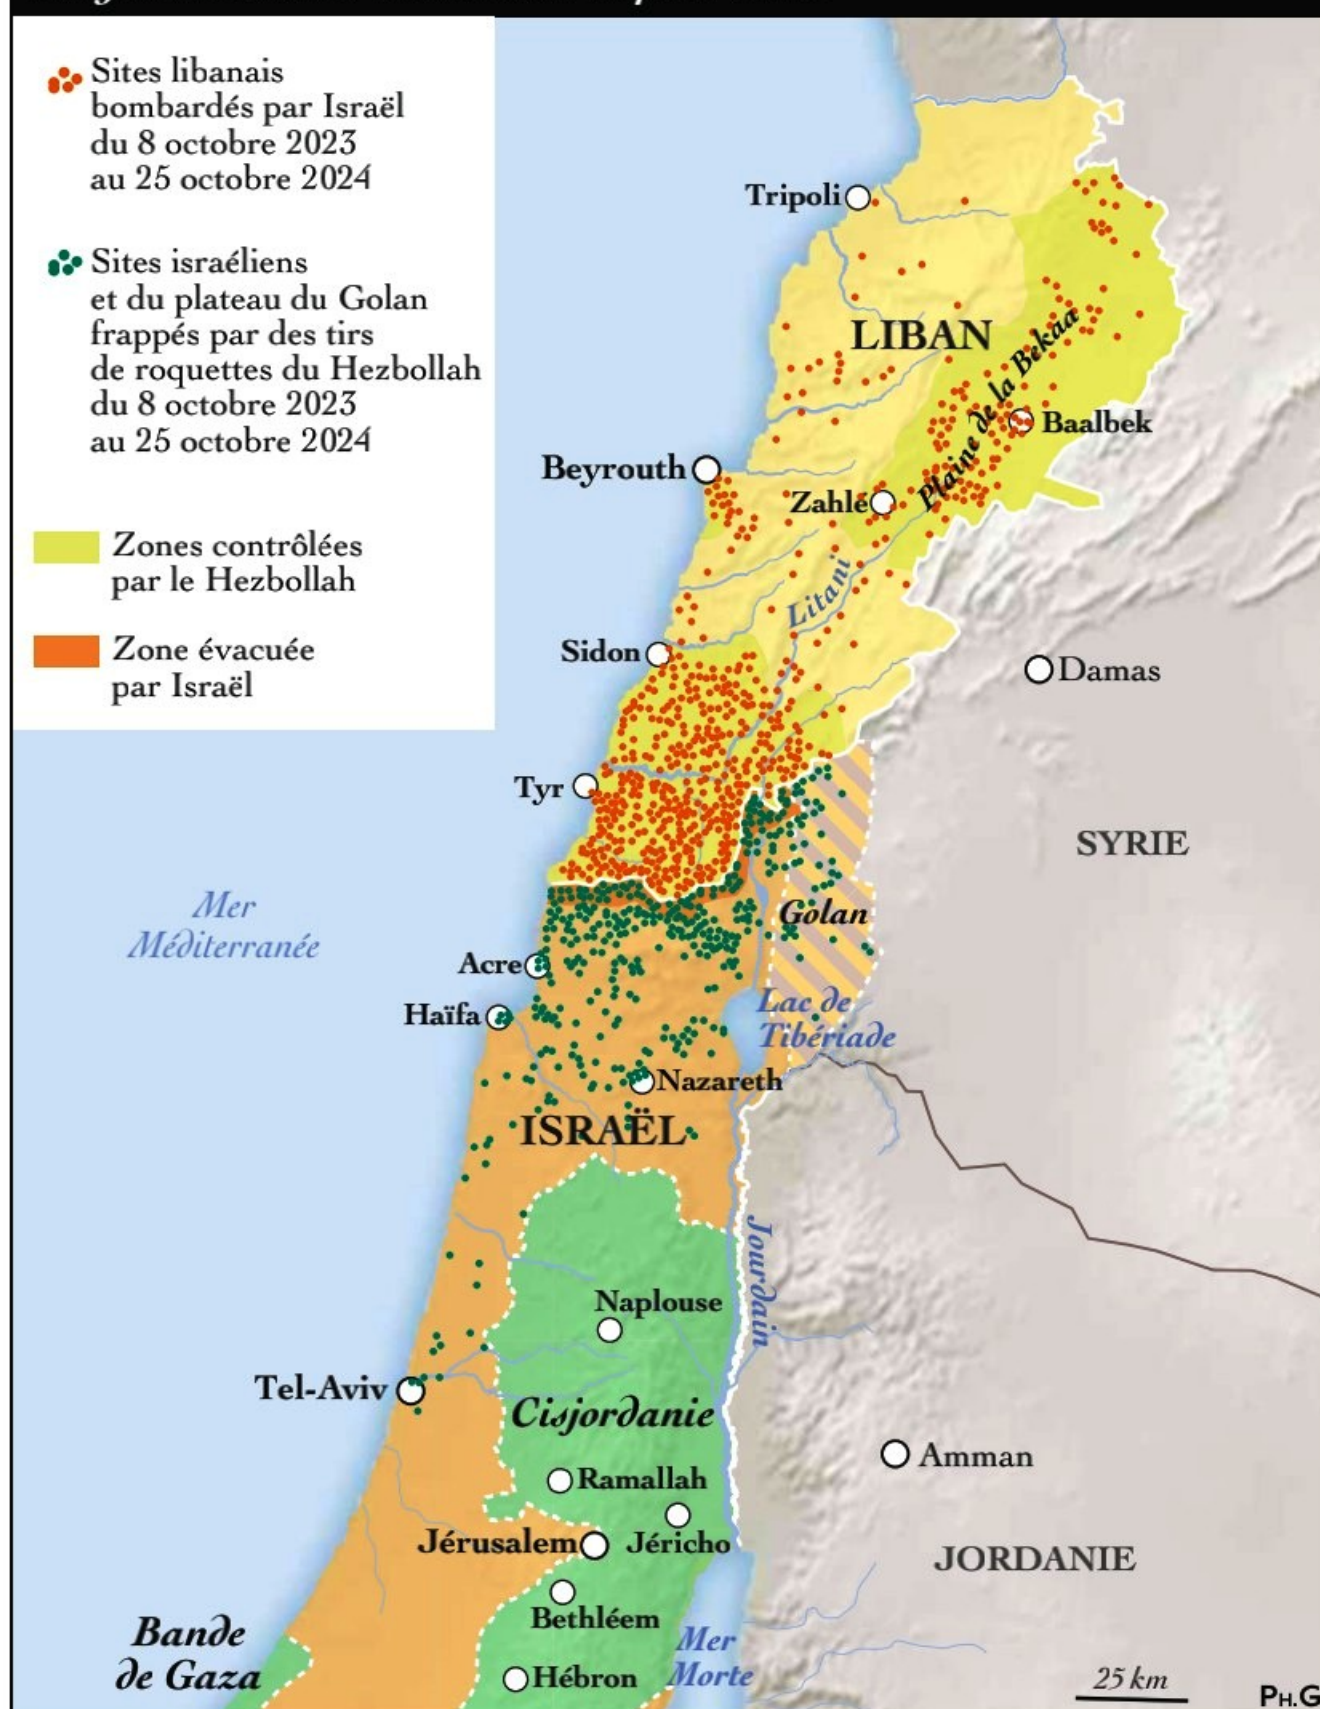 Sites libanais
bombardés par Israël
du 8 octobre 2023
au 25 octobre 2024
Sites israéliens
et du plateau du Golan
frappés par des tirs
de roquettes du Hezbollah
du 8 octobre 2023
au 25 octobre 2024
Zones contrôlées
par le Hezbollah
Zone évacuée
par Israël
Tripoli
LIBAN
Plaine de la Bekaa
Baalbek
Beyrouth
Zahlé
Litani
Sidon
Damas
Tyr
SYRIE
Mer
Méditerranée
Golan
Acre
Haïfa
Lac de
Tibériade
Nazareth
ISRAËL
Jourdain
Naplouse
Tel-Aviv
Cisjordanie
Amman
Ramallah
Jérusalem
Jéricho
JORDANIE
Bethléem
Bande
de Gaza
Mer
Morte
Hébron
25 km
PH.G